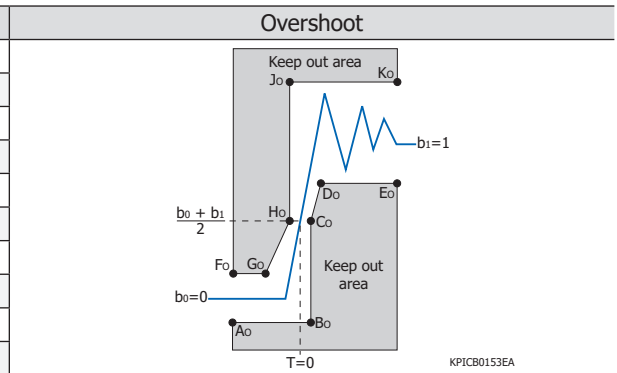 Overshoot
Keep out area
Jo
Ko
b1=1
Do
Eo
b0 + b1
2
Ho
Co
Fo
Go
Keep out
area
b0=0
Ao
Bo
T=0
KPICB0153EA